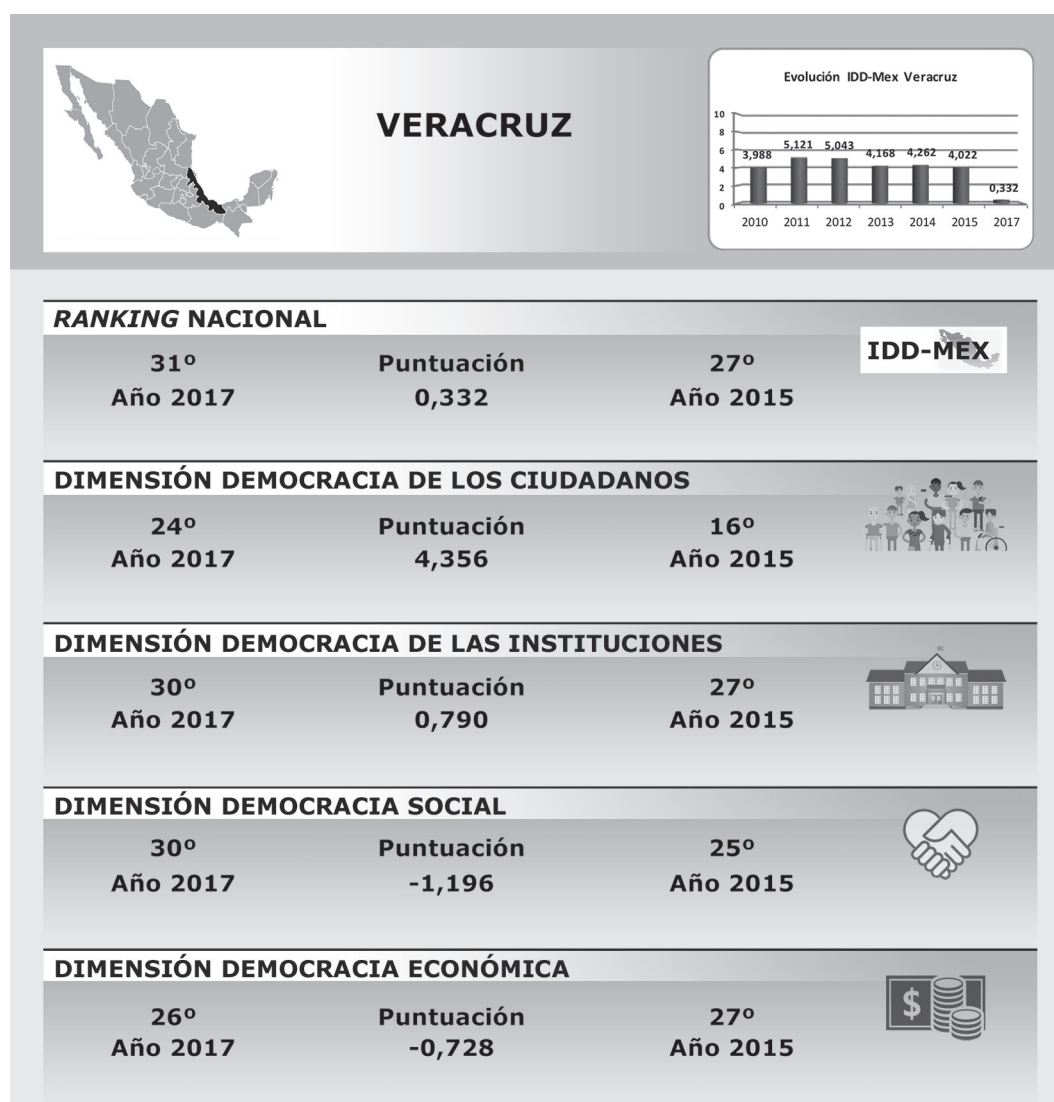 VERACRUZ
Evolución IDD-Mex Veracruz
10
8
6
4
2
0
3,988
5,121
5,043
4,168
4,262
4,022
0,332
2010 2011 2012 2013 2014 2015 2017
RANKING NACIONAL
IDD-MEX
31º Puntuación 27º
Año 2017 0,332 Año 2015
DIMENSIÓN DEMOCRACIA DE LOS CIUDADANOS
24º Puntuación 16º
Año 2017 4,356 Año 2015
DIMENSIÓN DEMOCRACIA DE LAS INSTITUCIONES
30º Puntuación 27º
Año 2017 0,790 Año 2015
DIMENSIÓN DEMOCRACIA SOCIAL
30º Puntuación 25º
Año 2017 -1,196 Año 2015
DIMENSIÓN DEMOCRACIA ECONÓMICA
$
26º Puntuación 27º
Año 2017 -0,728 Año 2015